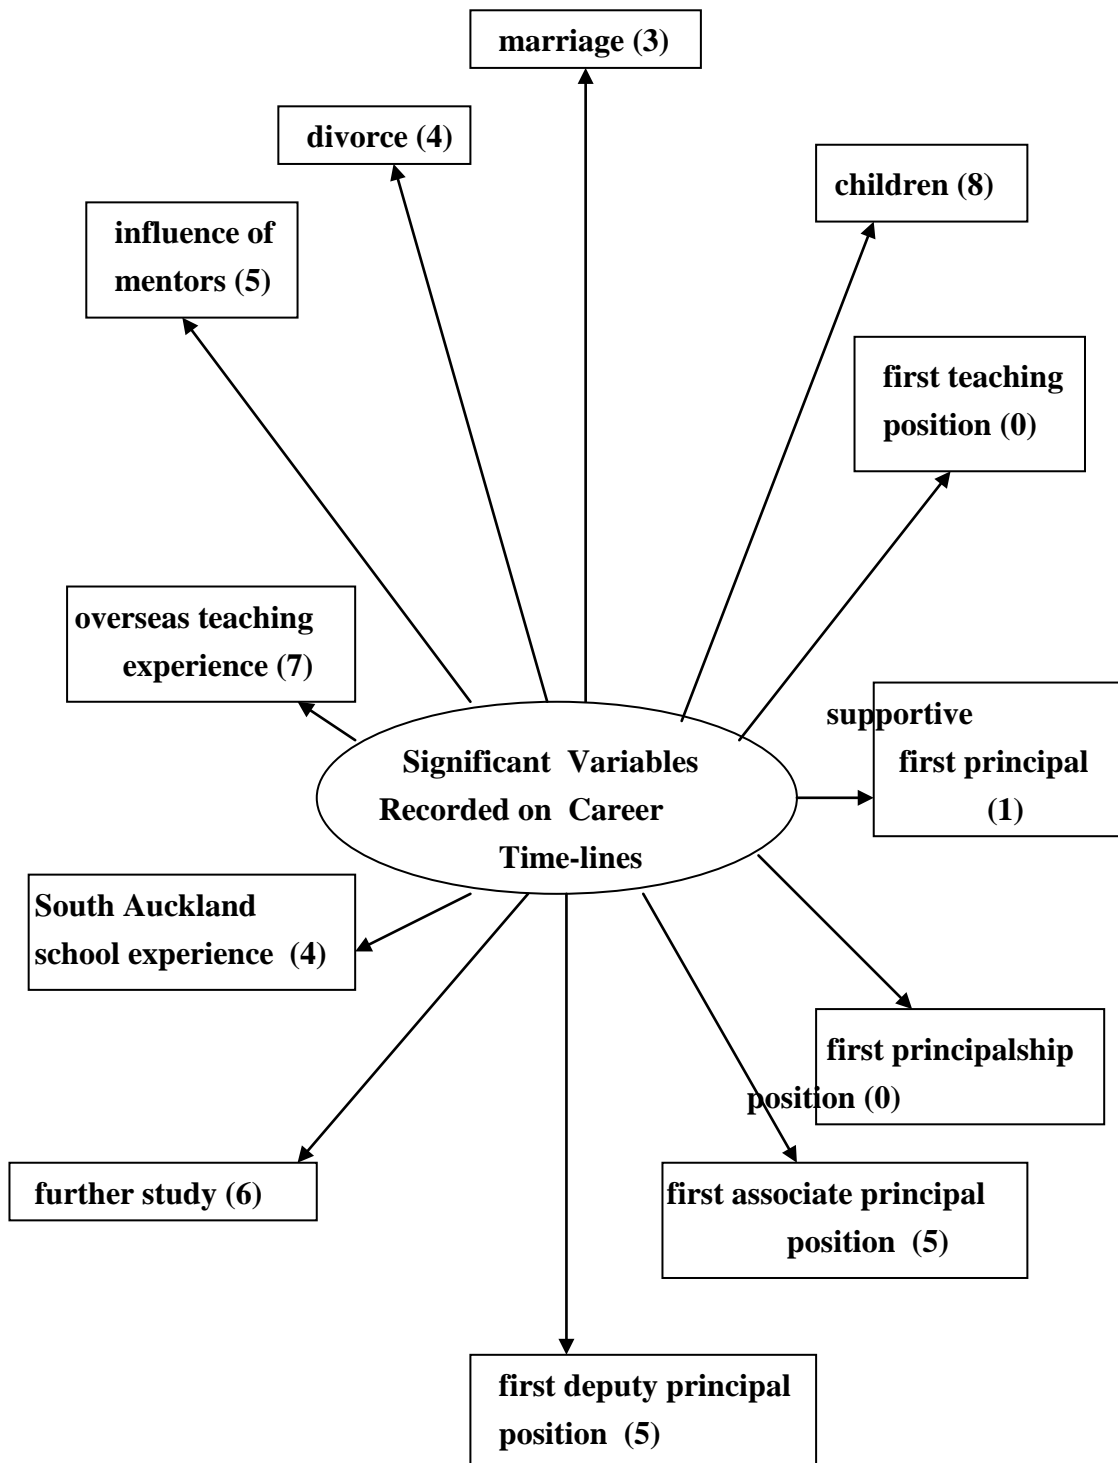 marriage (3)
divorce (4)
children (8)
influence of
mentors (5)
first teaching
position (0)
overseas teaching
experience (7)
supportive
first principal
(1)
Significant Variables
Recorded on Career
Time-lines
South Auckland
school experience (4)
first principalship
position (0)
further study (6)
first associate principal
position (5)
first deputy principal
position (5)